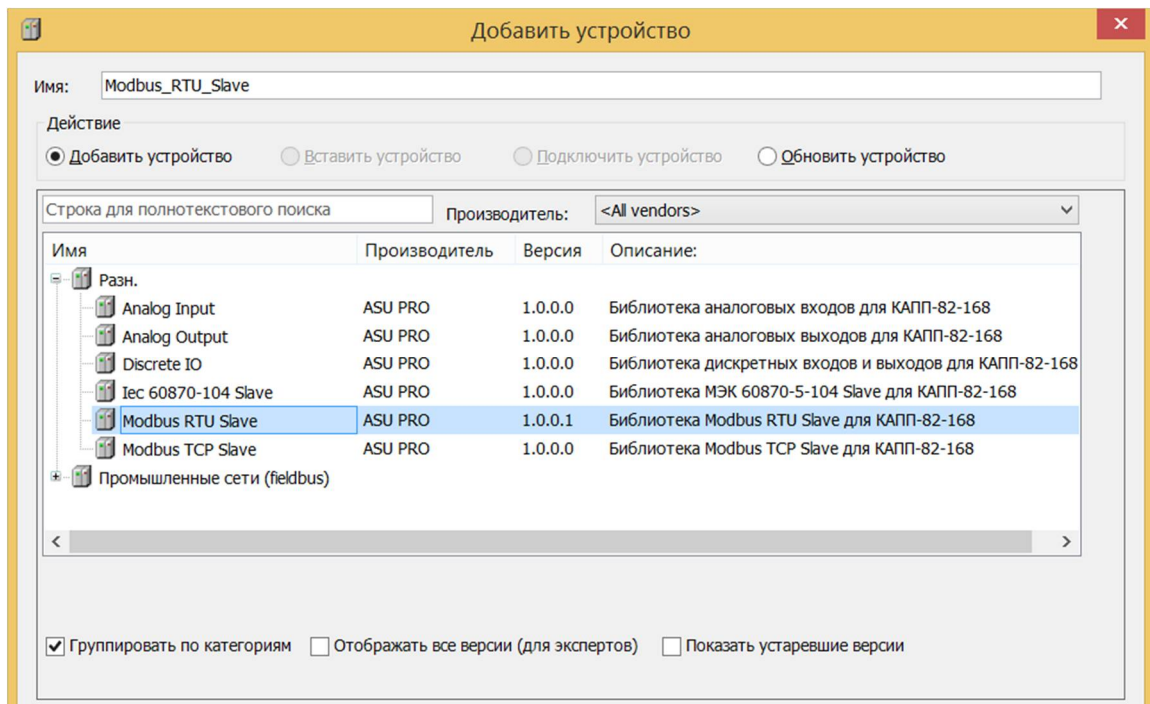 Добавить устройство
Имя: Modbus_RTU_Slave
Действие
Добавить устройство Вставить устройство Подключить устройство Обновить устройство
Строка для полнотекстового поиска Производитель: <All vendors>
Имя Производитель Версия Описание:
Разн.
Analog Input ASU PRO 1.0.0.0 Библиотека аналоговых входов для КАПП-82-168
Analog Output ASU PRO 1.0.0.0 Библиотека аналоговых выходов для КАПП-82-168
Discrete IO ASU PRO 1.0.0.0 Библиотека дискретных входов и выходов для КАПП-82-168
Iec 60870-104 Slave ASU PRO 1.0.0.0 Библиотека МЭК 60870-5-104 Slave для КАПП-82-168
Modbus RTU Slave ASU PRO 1.0.0.1 Библиотека Modbus RTU Slave для КАПП-82-168
Modbus TCP Slave ASU PRO 1.0.0.0 Библиотека Modbus TCP Slave для КАПП-82-168
Промышленные сети (fieldbus)
Группировать по категориям Отображать все версии (для экспертов) Показать устаревшие версии